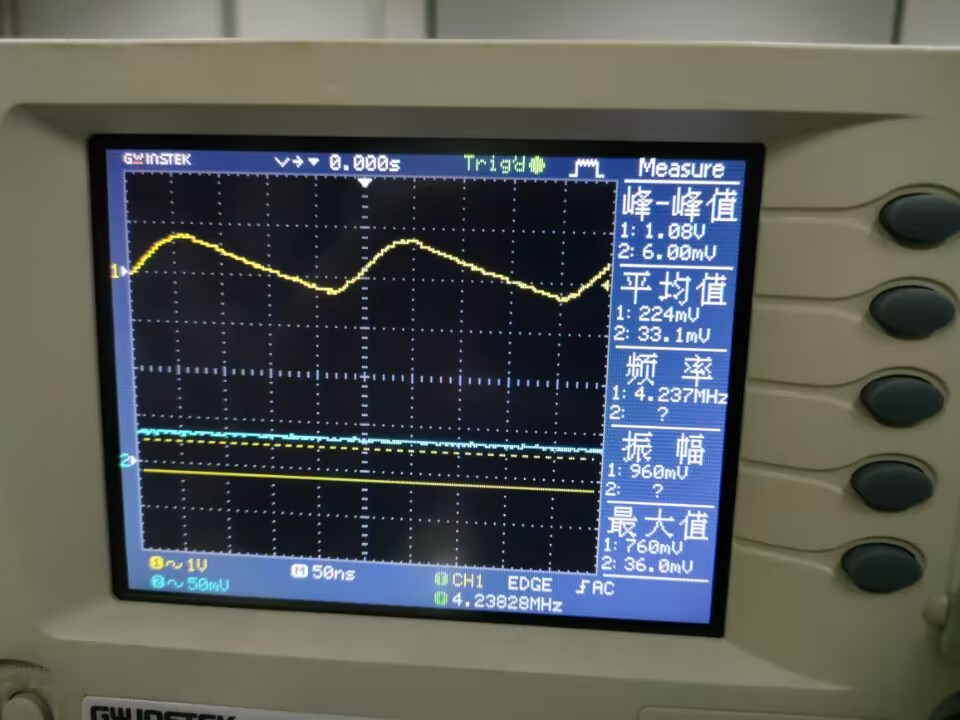 GWINSTEK
0.000s
Trig'd
Measure
峰-峰值
1: 1.08V
2: 6.00mV
平均值
1: 224mV
2: 33.1mV
频 率
1: 4.237MHz
2: ?
振 幅
1: 960mV
2: ?
最大值
1: 760mV
2: 36.0mV
1
2
1 ~ 1V
2 ~ 50mV
M 50ns
CH1 EDGE AC
4.23828MHz
GWINSTEK